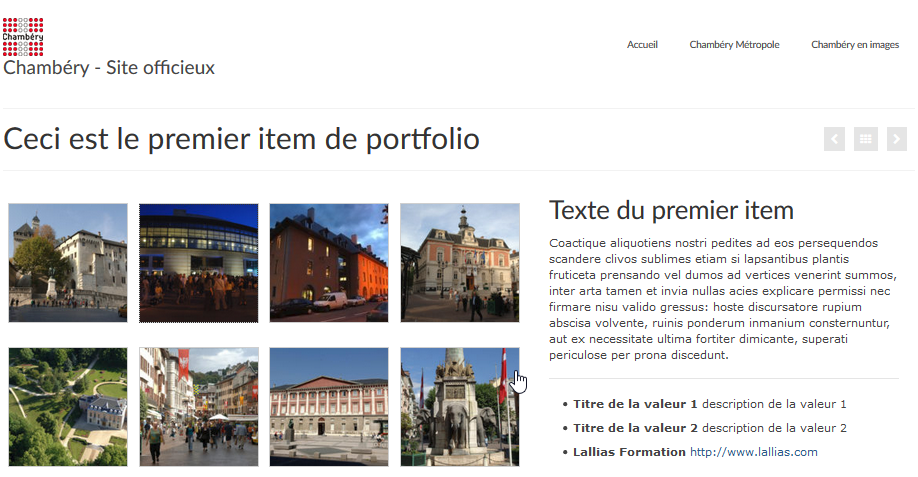 Chambéry
Chambéry - Site officieux
Accueil
Chambéry Métropole
Chambéry en images
Ceci est le premier item de portfolio
Texte du premier item
Coactique aliquotiens nostri pedites ad eos persequendos
scandere clivos sublimes etiam si lapsantibus plantis
fruticeta prensando vel dumos ad vertices venerint summos,
inter arta tamen et invia nullas acies explicare permissi nec
firmare nisu valido gressus: hoste discursatore rupium
abscisa volvente, ruinis ponderum inmanium consternuntur,
aut ex necessitate ultima fortiter dimicante, superati
periculose per prona discedunt.
• Titre de la valeur 1 description de la valeur 1
• Titre de la valeur 2 description de la valeur 2
• Lallias Formation http://www.lallias.com